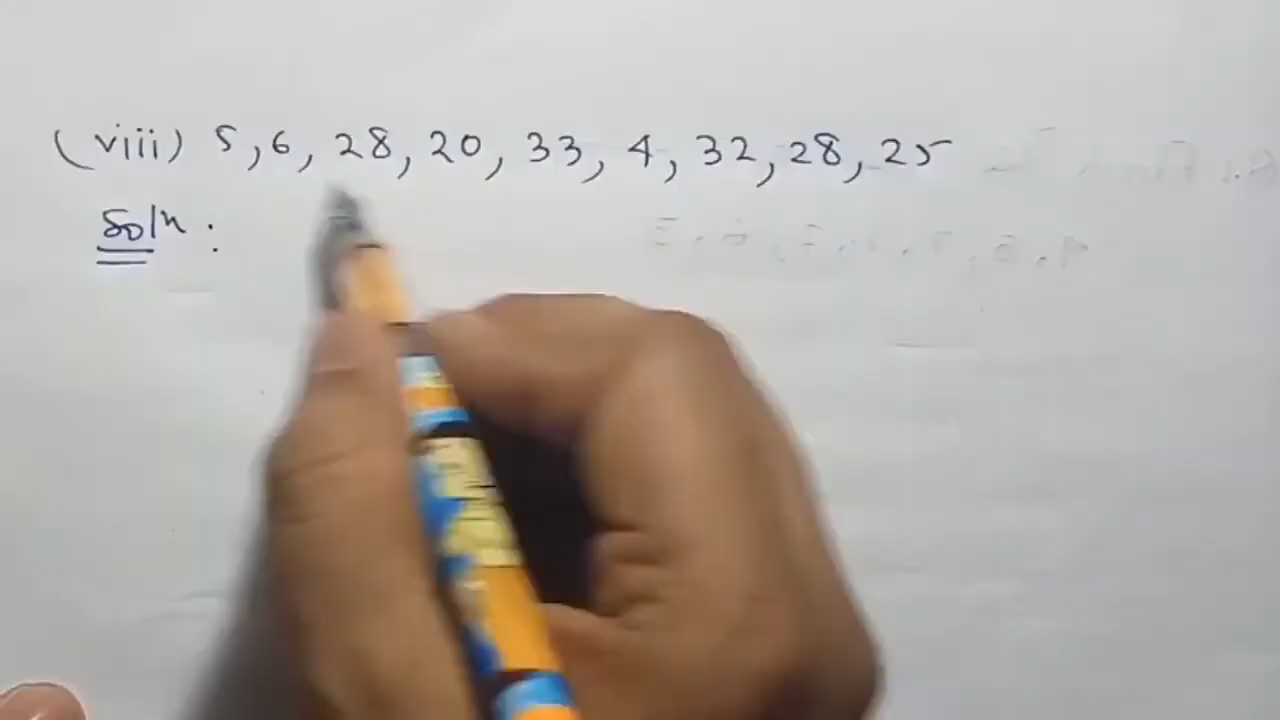 (viii) 5, 6, 28, 20, 33, 4, 32, 28, 25
Soln :